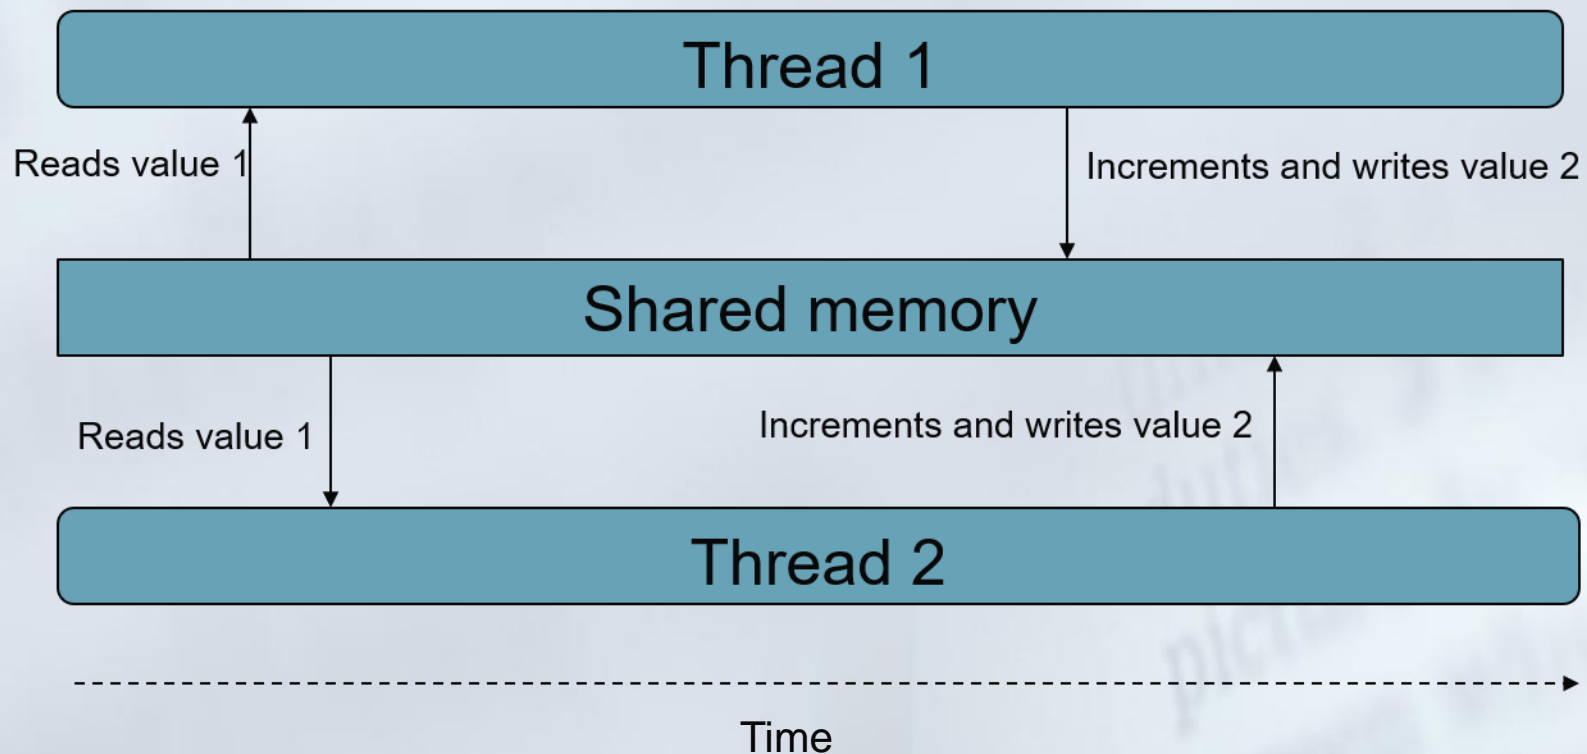 Thread 1
Reads value 1
Increments and writes value 2
Shared memory
Reads value 1
Increments and writes value 2
Thread 2
Time